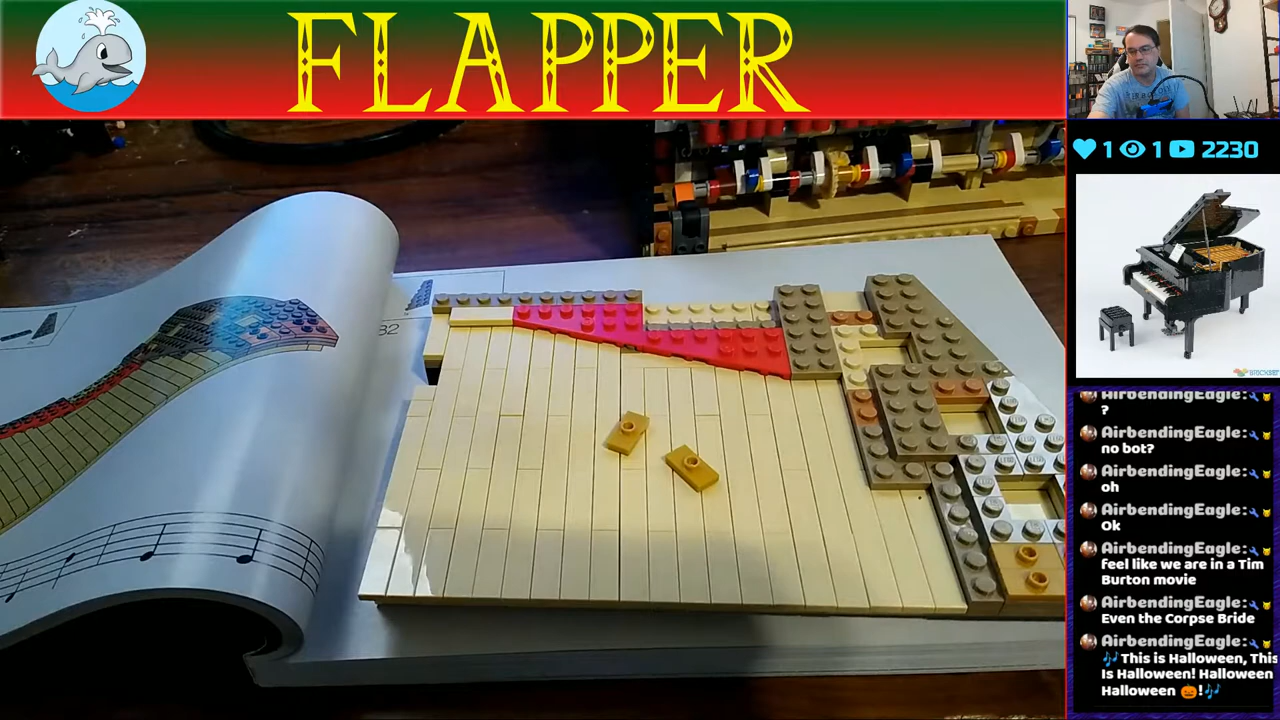 FLAPPER
1 1 2230
BRICKSET
32
AirbendingEagle:
?
AirbendingEagle:
no bot?
AirbendingEagle:
oh
AirbendingEagle:
Ok
AirbendingEagle:
feel like we are in a Tim
Burton movie
AirbendingEagle:
Even the Corpse Bride
AirbendingEagle:
🎶This is Halloween, This
Is Halloween! Halloween
Halloween 🎃!🎶